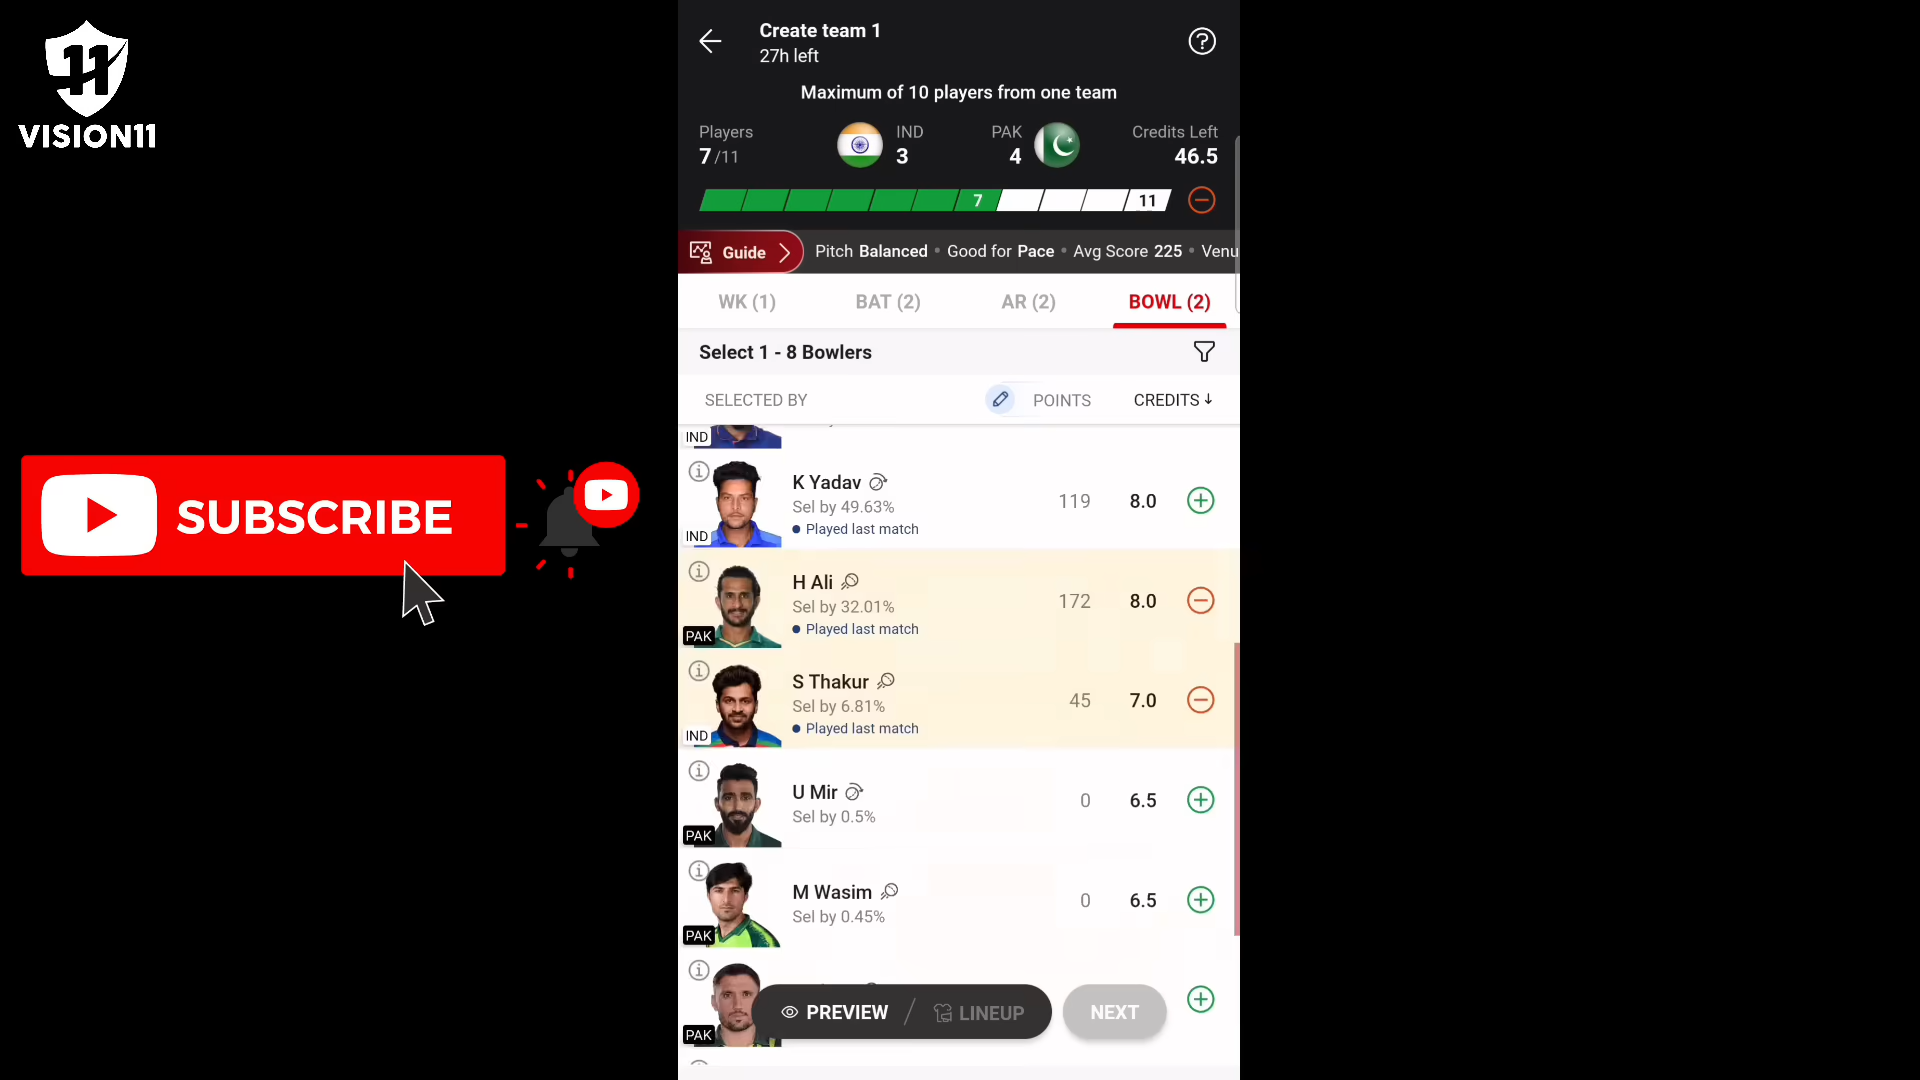 VISION11
SUBSCRIBE
Create team 1
27h left
Maximum of 10 players from one team
Players
7 /11
IND
3
PAK
4
Credits Left
46.5
7
11
Guide
Pitch Balanced • Good for Pace • Avg Score 225 • Venu
WK (1)
BAT (2)
AR (2)
BOWL (2)
Select 1 - 8 Bowlers
SELECTED BY
POINTS
CREDITS ↓
IND
K Yadav
Sel by 49.63%
Played last match
IND
119
8.0
H Ali
Sel by 32.01%
Played last match
PAK
172
8.0
S Thakur
Sel by 6.81%
Played last match
IND
45
7.0
U Mir
Sel by 0.5%
PAK
0
6.5
M Wasim
Sel by 0.45%
PAK
0
6.5
PAK
PREVIEW
LINEUP
NEXT